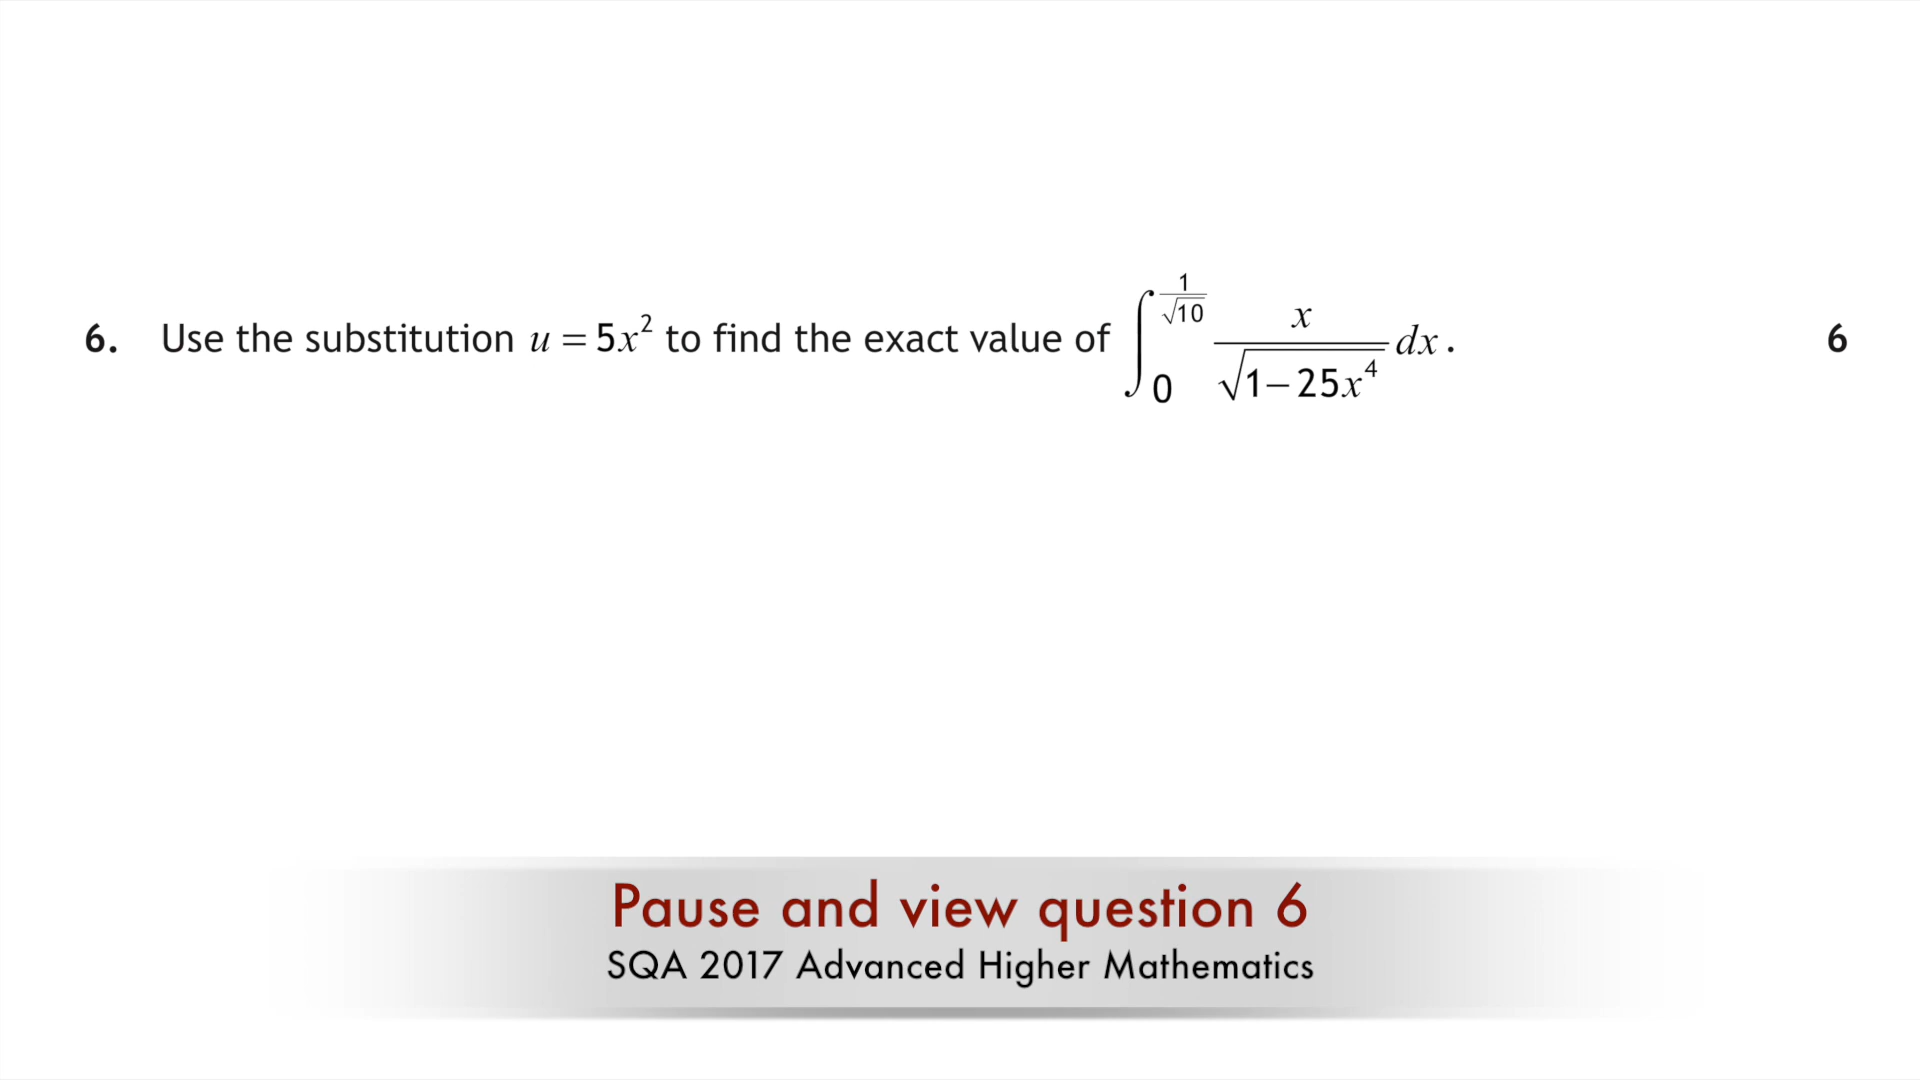 6. Use the substitution u = 5x² to find the exact value of ∫₀^(1/√10) x/√(1–25x⁴) dx. 6
Pause and view question 6
SQA 2017 Advanced Higher Mathematics